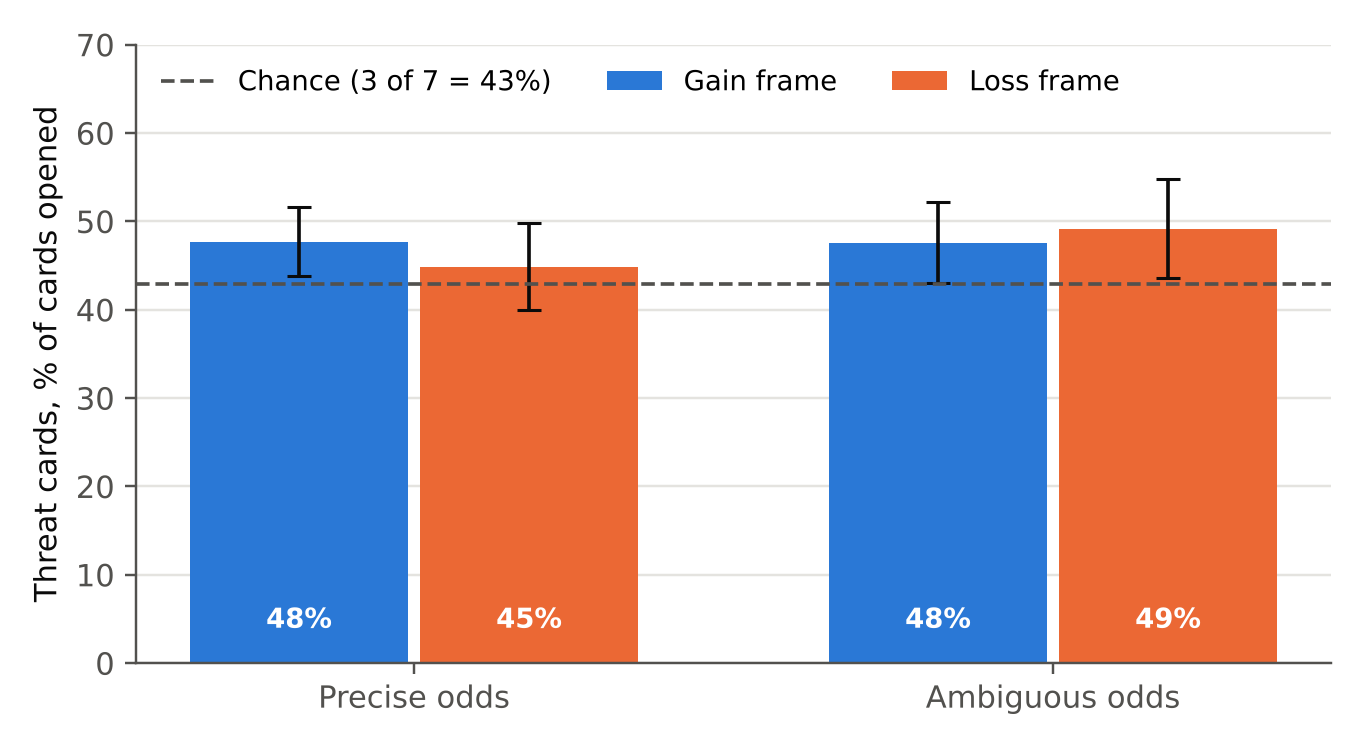 Chance (3 of 7 = 43%) Gain frame Loss frame
Threat cards, % of cards opened
70
60
50
40
30
20
10
0
48% 45% 48% 49%
Precise odds Ambiguous odds